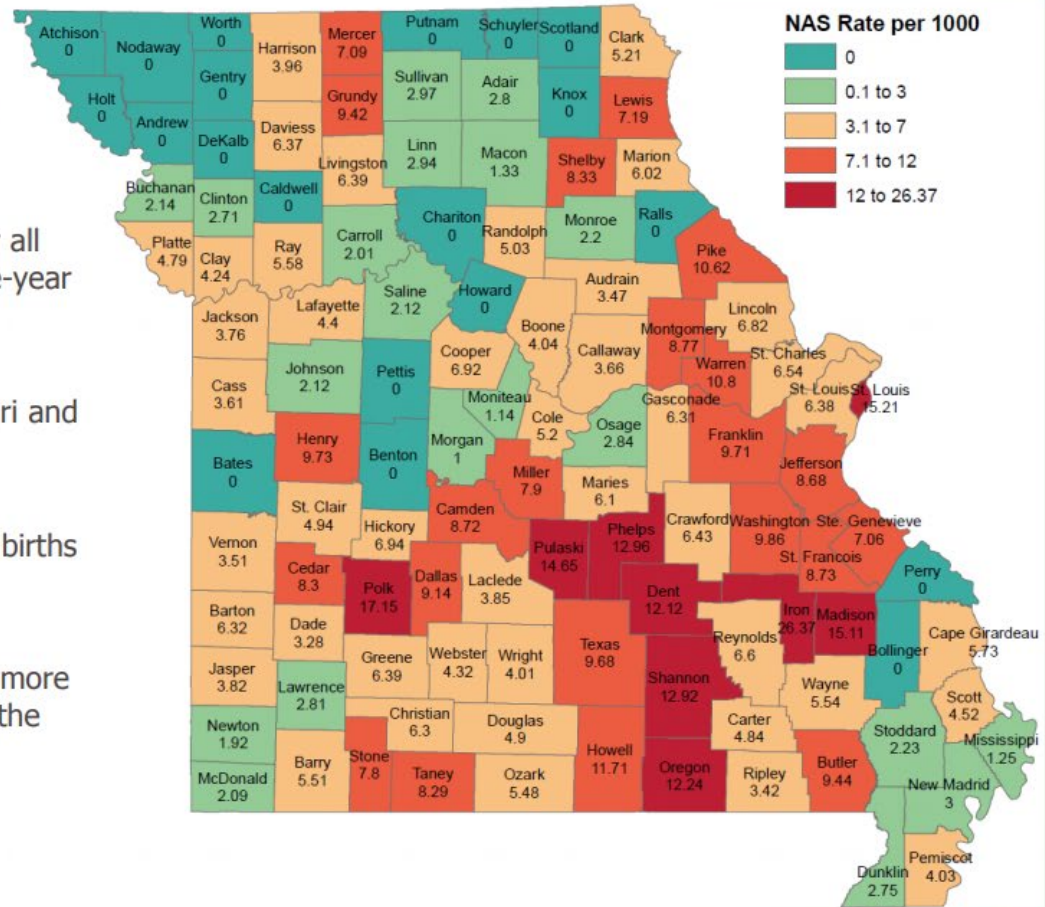 NAS Rate per 1000
0
0.1 to 3
3.1 to 7
7.1 to 12
12 to 26.37
all
e-year
ri and
births
more
the
Atchison
0
Nodaway
0
Worth
0
Harrison
3.96
Mercer
7.09
Putnam
0
Schuyler
0
Scotland
0
Clark
5.21
Holt
0
Andrew
0
Gentry
0
DeKalb
0
Daviess
6.37
Grundy
9.42
Livingston
6.39
Sullivan
2.97
Adair
2.8
Knox
0
Lewis
7.19
Linn
2.94
Macon
1.33
Shelby
8.33
Marion
6.02
Buchanan
2.14
Clinton
2.71
Caldwell
0
Platte
4.79
Clay
4.24
Ray
5.58
Carroll
2.01
Chariton
0
Randolph
5.03
Monroe
2.2
Ralls
0
Pike
10.62
Jackson
3.76
Lafayette
4.4
Saline
2.12
Howard
0
Boone
4.04
Audrain
3.47
Callaway
3.66
Montgomery
8.77
Lincoln
6.82
Warren
10.8
St. Charles
6.54
St. Louis
6.38
St. Louis
15.21
Cass
3.61
Johnson
2.12
Pettis
0
Cooper
6.92
Moniteau
1.14
Cole
5.2
Osage
2.84
Gasconade
6.31
Franklin
9.71
Jefferson
8.68
Bates
0
Henry
9.73
Benton
0
Morgan
1
Miller
7.9
Maries
6.1
St. Clair
4.94
Hickory
6.94
Camden
8.72
Pulaski
14.65
Phelps
12.96
Crawford
6.43
Washington
9.86
Ste. Genevieve
7.06
St. Francois
8.73
Perry
0
Vernon
3.51
Cedar
8.3
Polk
17.15
Dallas
9.14
Laclede
3.85
Dent
12.12
Iron
26.37
Madison
15.11
Bollinger
0
Cape Girardeau
5.73
Barton
6.32
Dade
3.28
Greene
6.39
Webster
4.32
Wright
4.01
Texas
9.68
Shannon
12.92
Reynolds
6.6
Wayne
5.54
Scott
4.52
Jasper
3.82
Lawrence
2.81
Christian
6.3
Douglas
4.9
Howell
11.71
Carter
4.84
Stoddard
2.23
Mississippi
1.25
Newton
1.92
McDonald
2.09
Barry
5.51
Stone
7.8
Taney
8.29
Ozark
5.48
Oregon
12.24
Ripley
3.42
Butler
9.44
New Madrid
3
Dunklin
2.75
Pemiscot
4.03